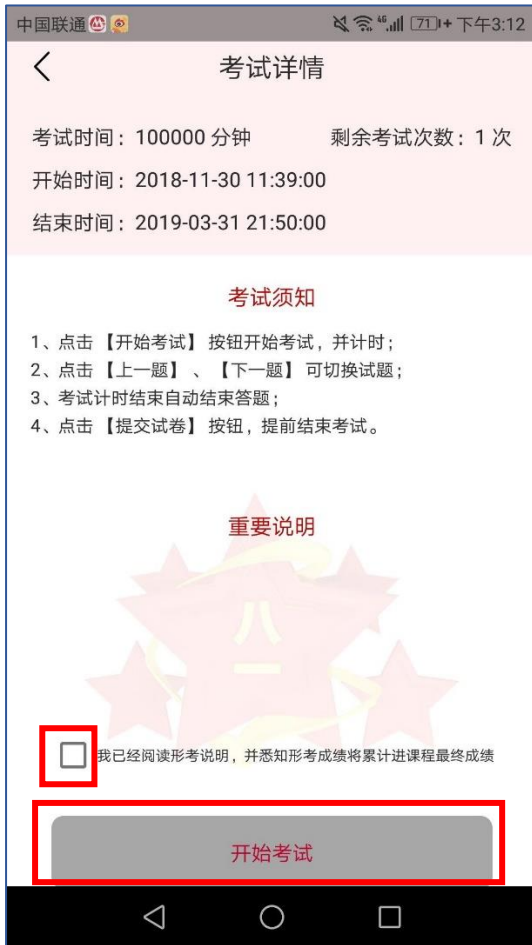 中国联通 46 71 下午3:12
考试详情
考试时间：100000 分钟 剩余考试次数：1 次
开始时间：2018-11-30 11:39:00
结束时间：2019-03-31 21:50:00
考试须知
1、点击【开始考试】按钮开始考试，并计时；
2、点击【上一题】、【下一题】可切换试题；
3、考试计时结束自动结束答题；
4、点击【提交试卷】按钮，提前结束考试。
重要说明
八一
我已经阅读形考说明，并悉知形考成绩将累计进课程最终成绩
开始考试